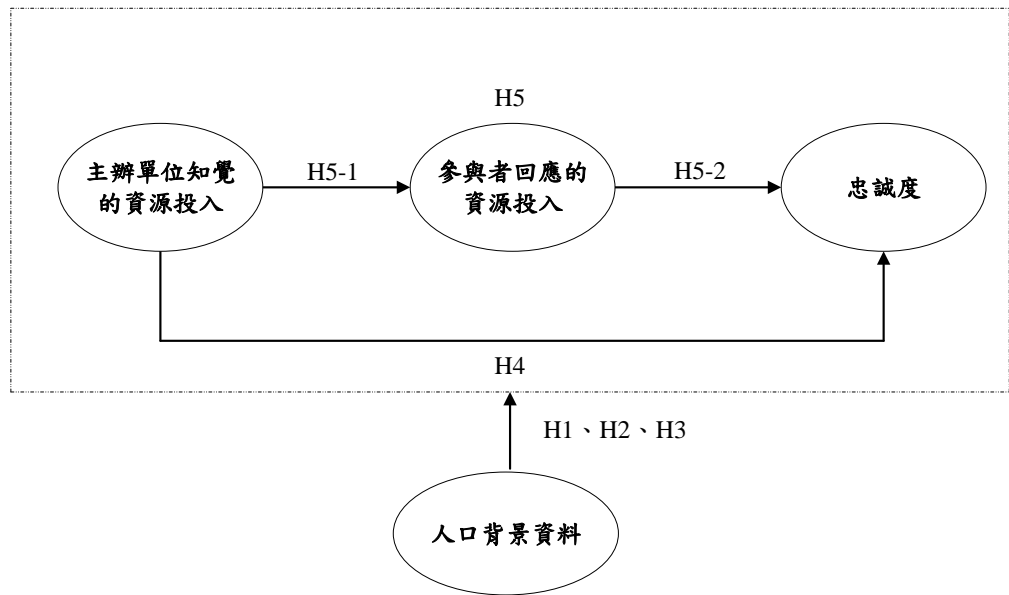 H5
主辦單位知覺
的資源投入
H5-1
參與者回應的
資源投入
H5-2
忠誠度
H4
H1、H2、H3
人口背景資料